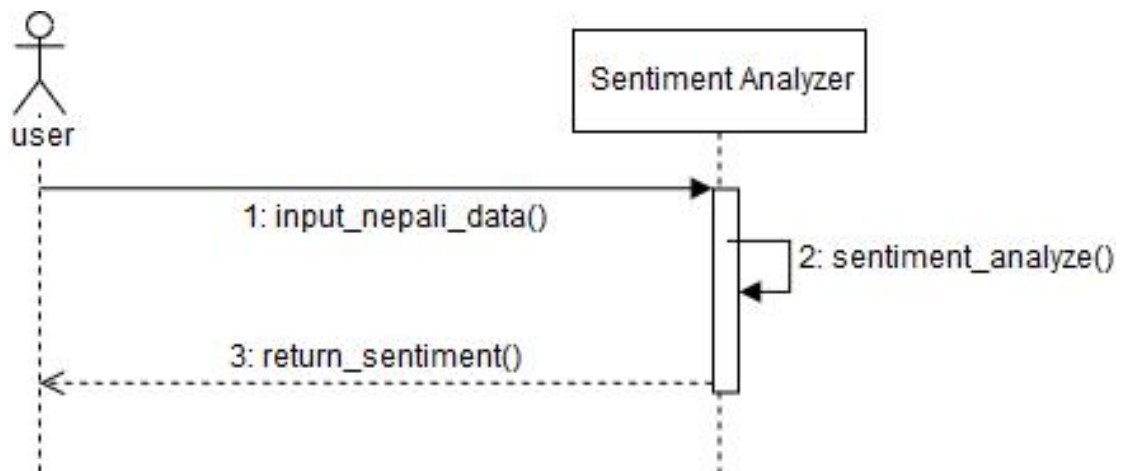 Sentiment Analyzer
user
1: input_nepali_data()
2: sentiment_analyze()
3: return_sentiment()